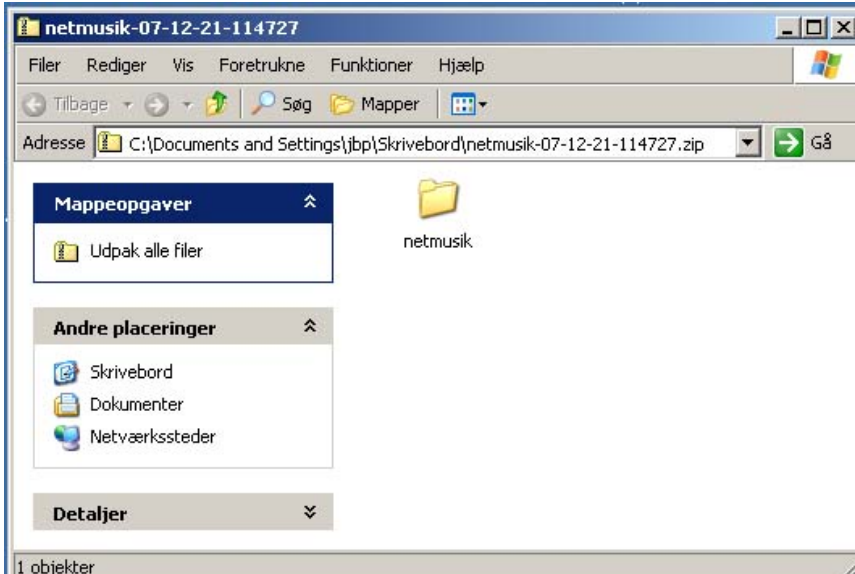 netmusik-07-12-21-114727
Filer Rediger Vis Foretrukne Funktioner Hjælp
Tilbage Søg Mapper
Adresse C:\Documents and Settings\jbp\Skrivebord\netmusik-07-12-21-114727.zip Gå
Mappeopgaver
Udpak alle filer
netmusik
Andre placeringer
Skrivebord
Dokumenter
Netværkssteder
Detaljer
1 objekter